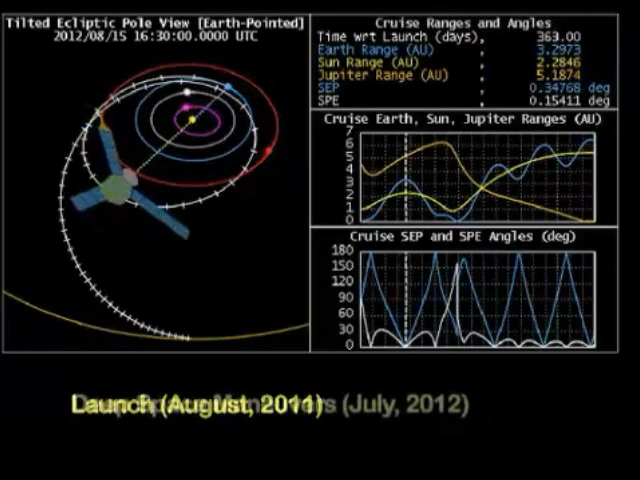 Tilted Ecliptic Pole View [Earth-Pointed]
2012/08/15 16:30:00.0000 UTC
Cruise Ranges and Angles
Time wrt Launch (days), 363.00
Earth Range (AU) , 3.2973
Sun Range (AU) , 2.2846
Jupiter Range (AU) , 5.1874
SEP , 0.34768 deg
SPE , 0.15411 deg
Cruise Earth, Sun, Jupiter Ranges (AU)
7
6
5
4
3
2
1
0
Cruise SEP and SPE Angles (deg)
180
150
120
90
60
30
0
Launch (August, 2011)
(July, 2012)